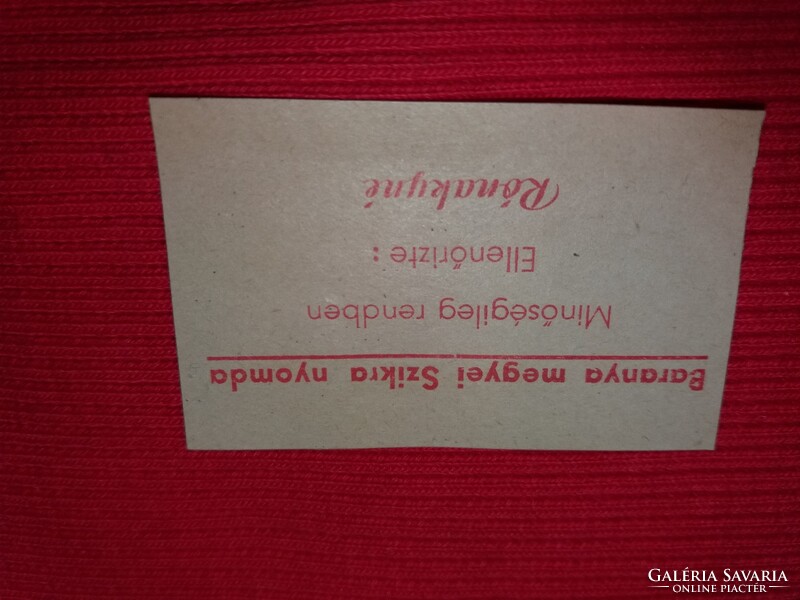 Baranya megyei Szikra nyomda
Minőségileg rendben
Ellenőrizte :
Rónakyné
GALÉRIA SAVARIA
ONLINE PIACTÉR